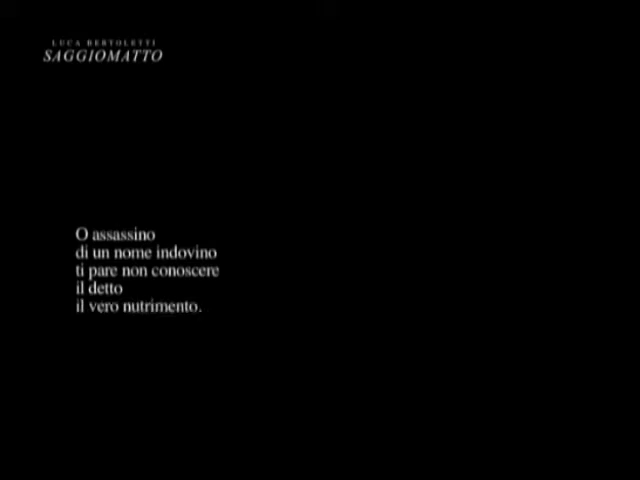 LUCA BERTOLETTI
SAGGIOMATTO
O assassino
di un nome indovino
ti pare non conoscere
il detto
il vero nutrimento.